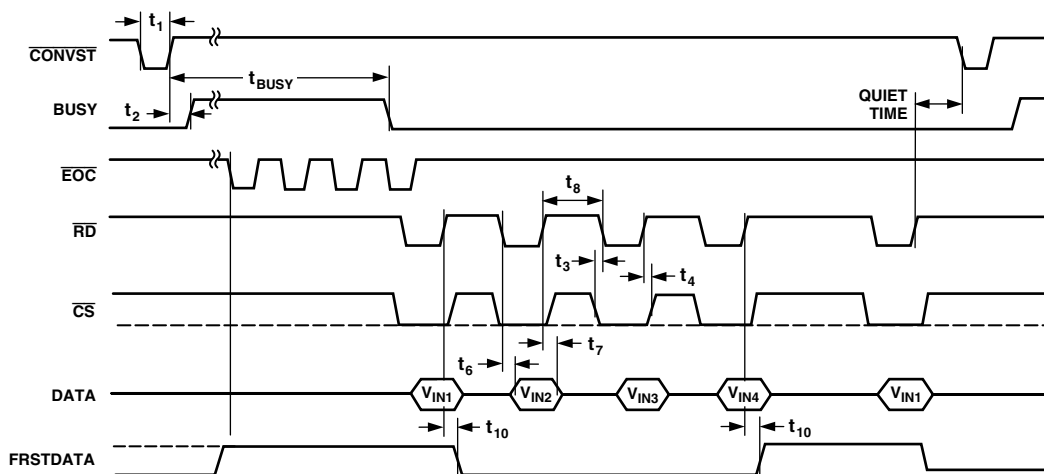 t1
CONVST
tBUSY
BUSY
t2
QUIET
TIME
EOC
t8
RD
t3
t4
CS
t6
t7
DATA
VIN1
VIN2
VIN3
VIN4
VIN1
t10
t10
FRSTDATA